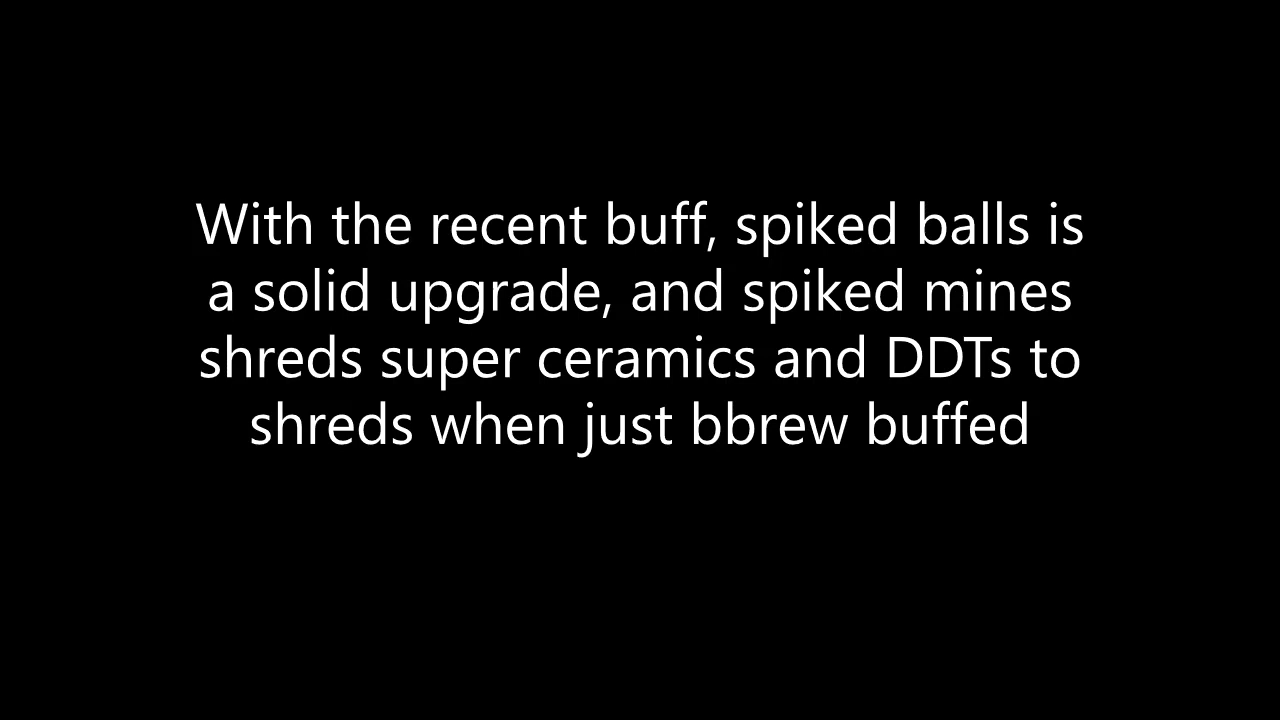 With the recent buff, spiked balls is
a solid upgrade, and spiked mines
shreds super ceramics and DDTs to
shreds when just bbrew buffed